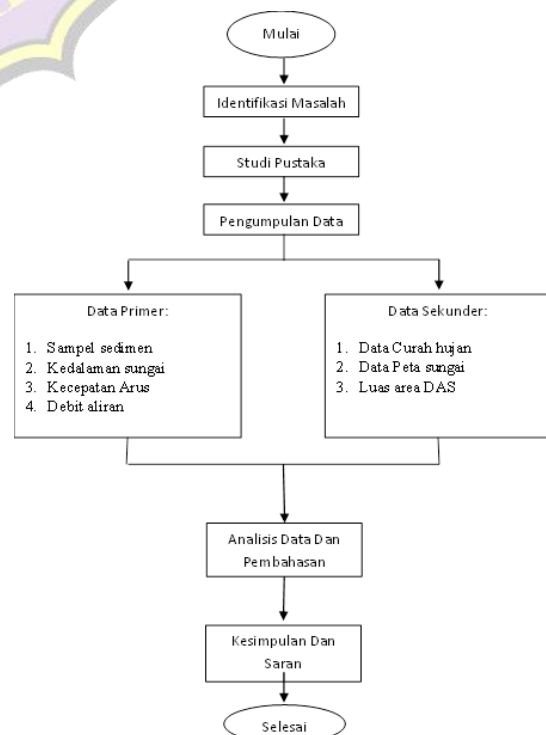 Mulai
Identifikasi Masalah
Studi Pustaka
Pengumpulan Data
Data Primer:
1. Sampel sedimen
2. Kedalaman sungai
3. Kecepatan Arus
4. Debit aliran
Data Sekunder:
1. Data Curah hujan
2. Data Peta sungai
3. Luas area DAS
Analisis Data Dan
Pembahasan
Kesimpulan Dan
Saran
Selesai